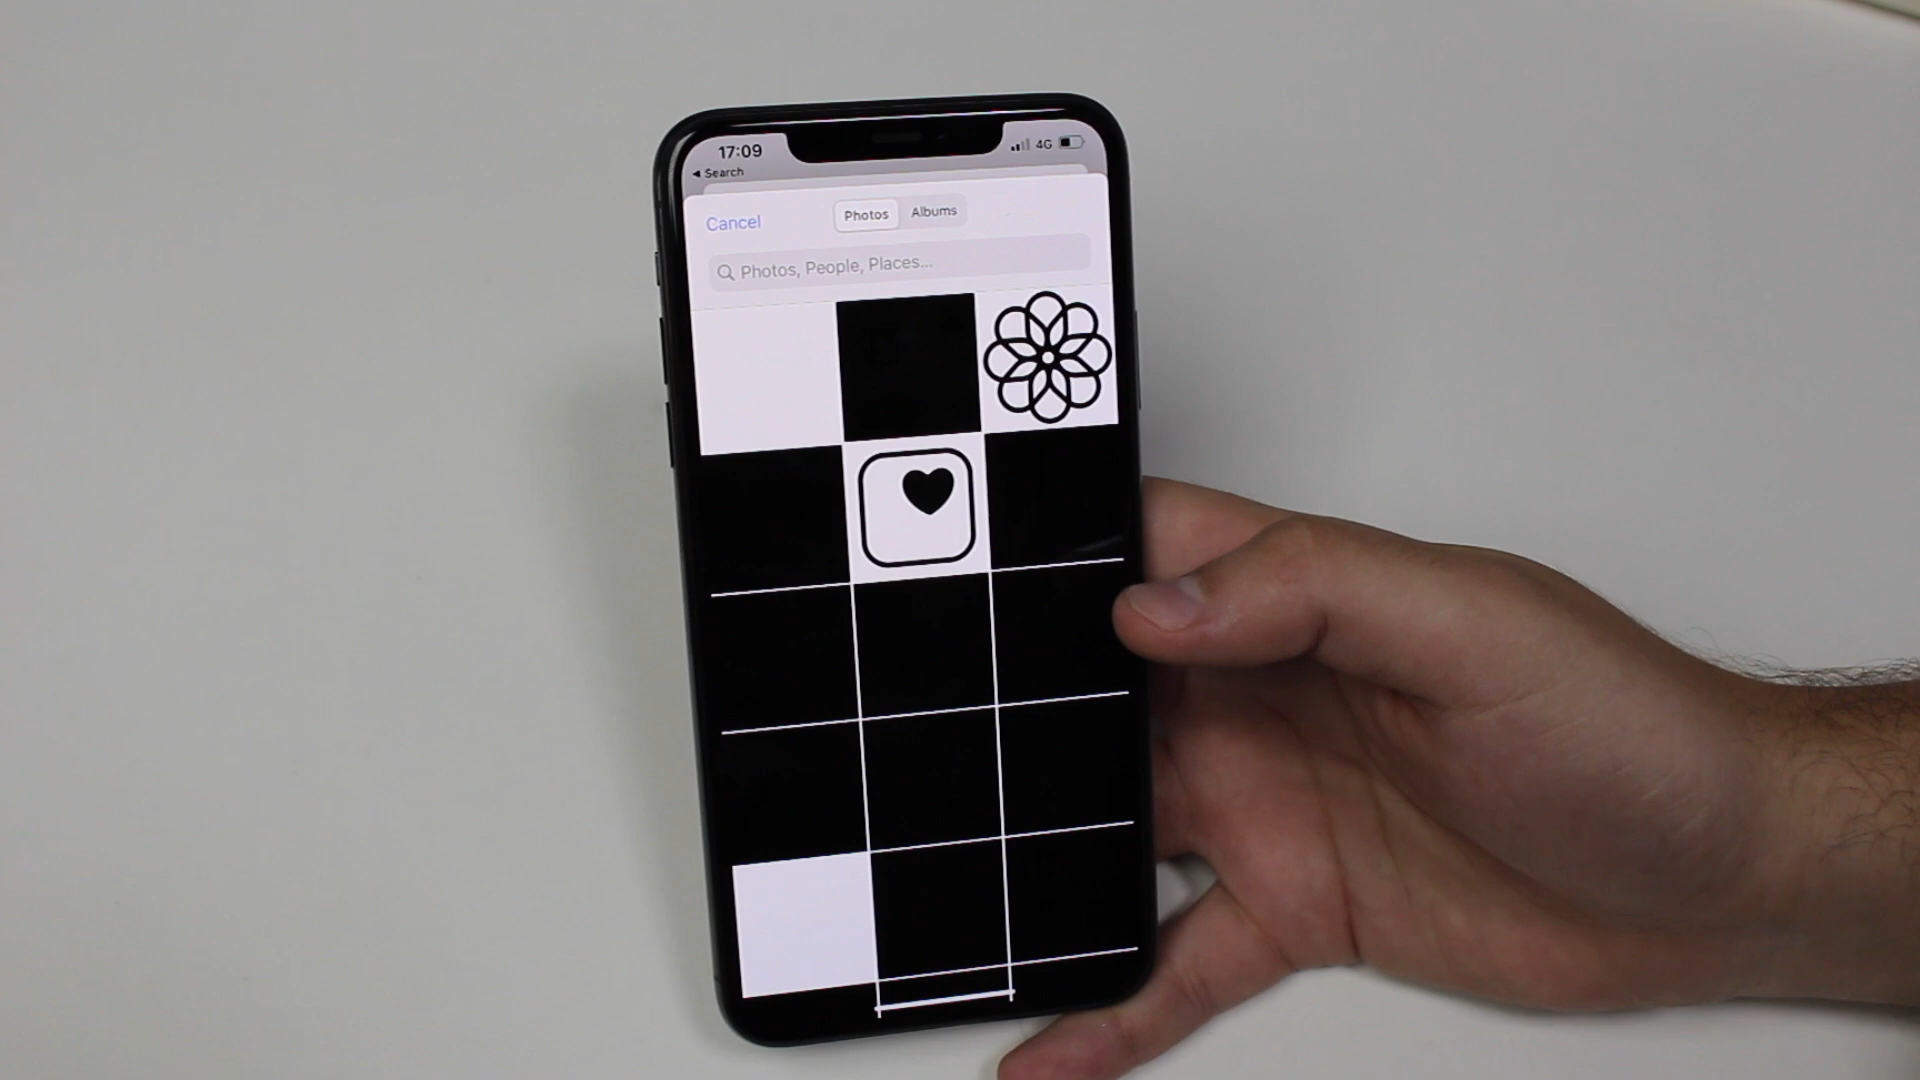 17:09
4G
◀ Search
Cancel
Photos
Albums
Photos, People, Places...